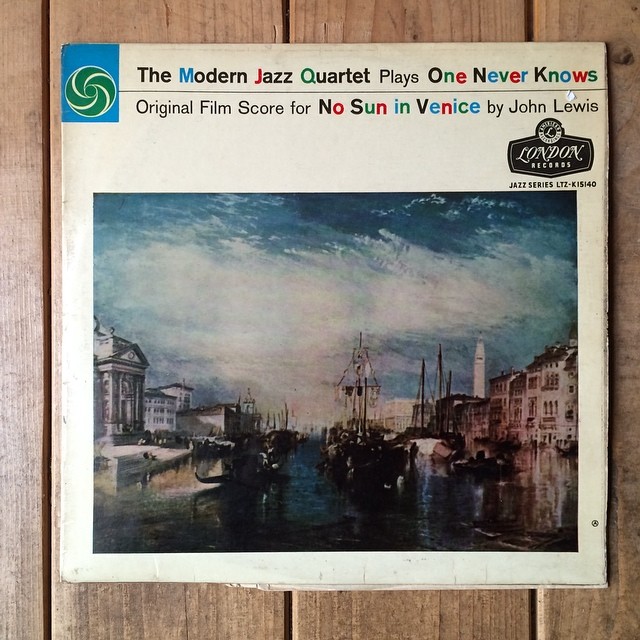 The Modern Jazz Quartet Plays One Never Knows
Original Film Score for No Sun in Venice by John Lewis
LONDON
RECORDS
JAZZ SERIES LTZ-K15140